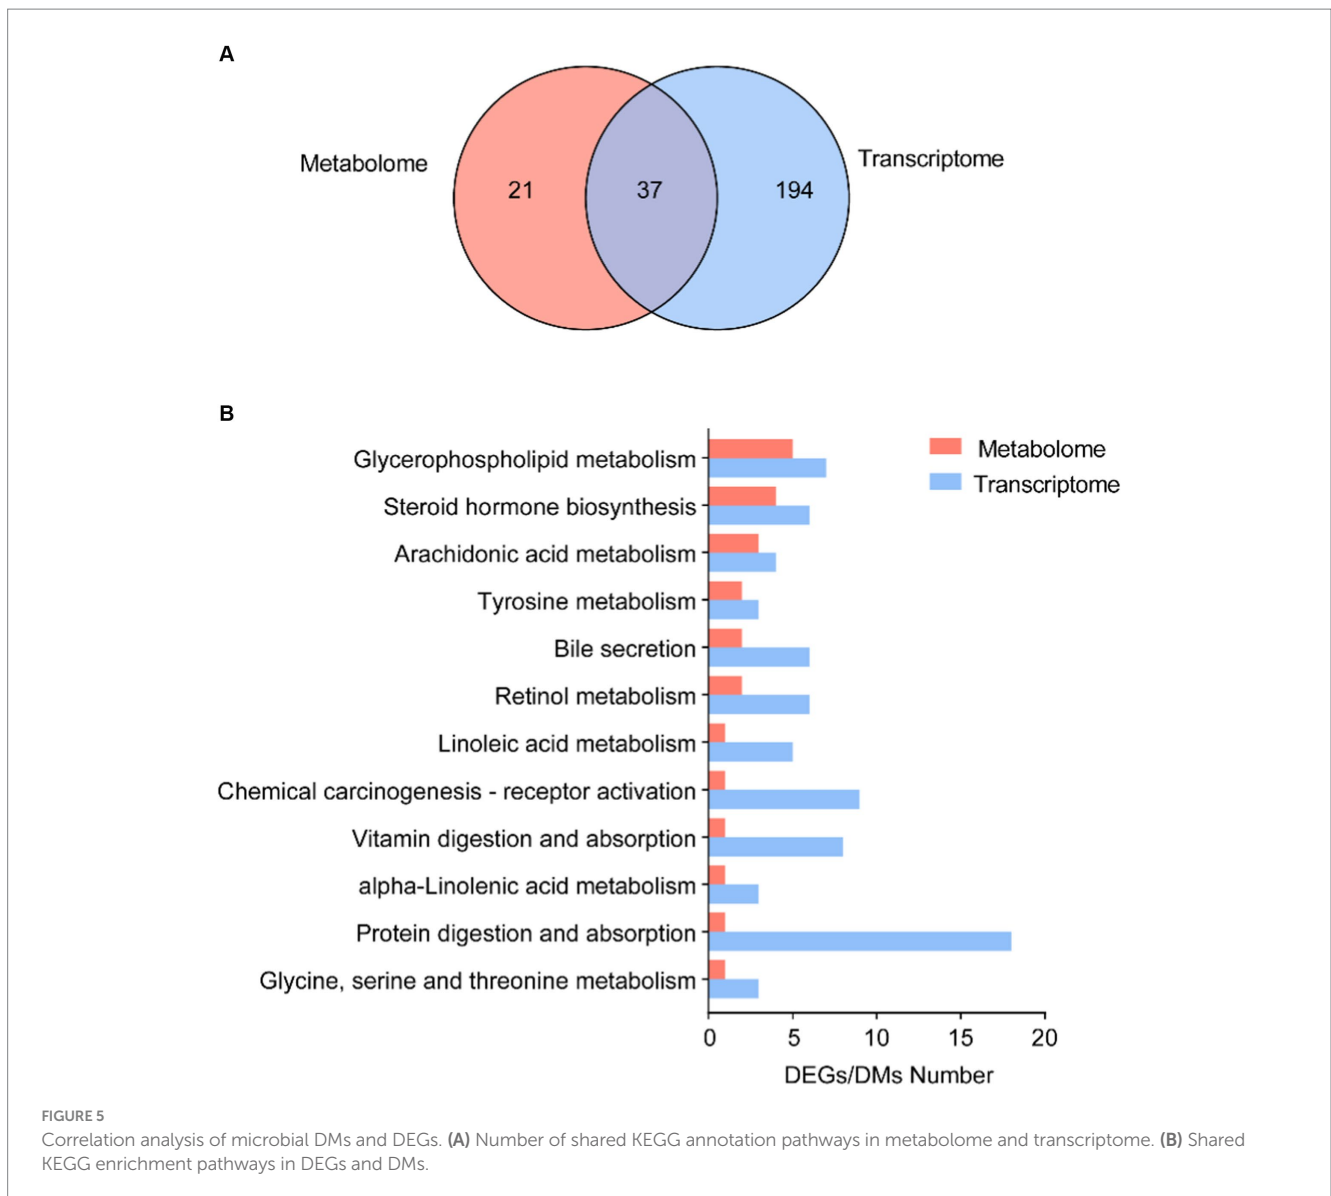 A
Metabolome
21
37
194
Transcriptome
B
Metabolome
Transcriptome
Glycerophospholipid metabolism
Steroid hormone biosynthesis
Arachidonic acid metabolism
Tyrosine metabolism
Bile secretion
Retinol metabolism
Linoleic acid metabolism
Chemical carcinogenesis - receptor activation
Vitamin digestion and absorption
alpha-Linolenic acid metabolism
Protein digestion and absorption
Glycine, serine and threonine metabolism
0 5 10 15 20
DEGs/DMs Number
FIGURE 5
Correlation analysis of microbial DMs and DEGs. (A) Number of shared KEGG annotation pathways in metabolome and transcriptome. (B) Shared
KEGG enrichment pathways in DEGs and DMs.